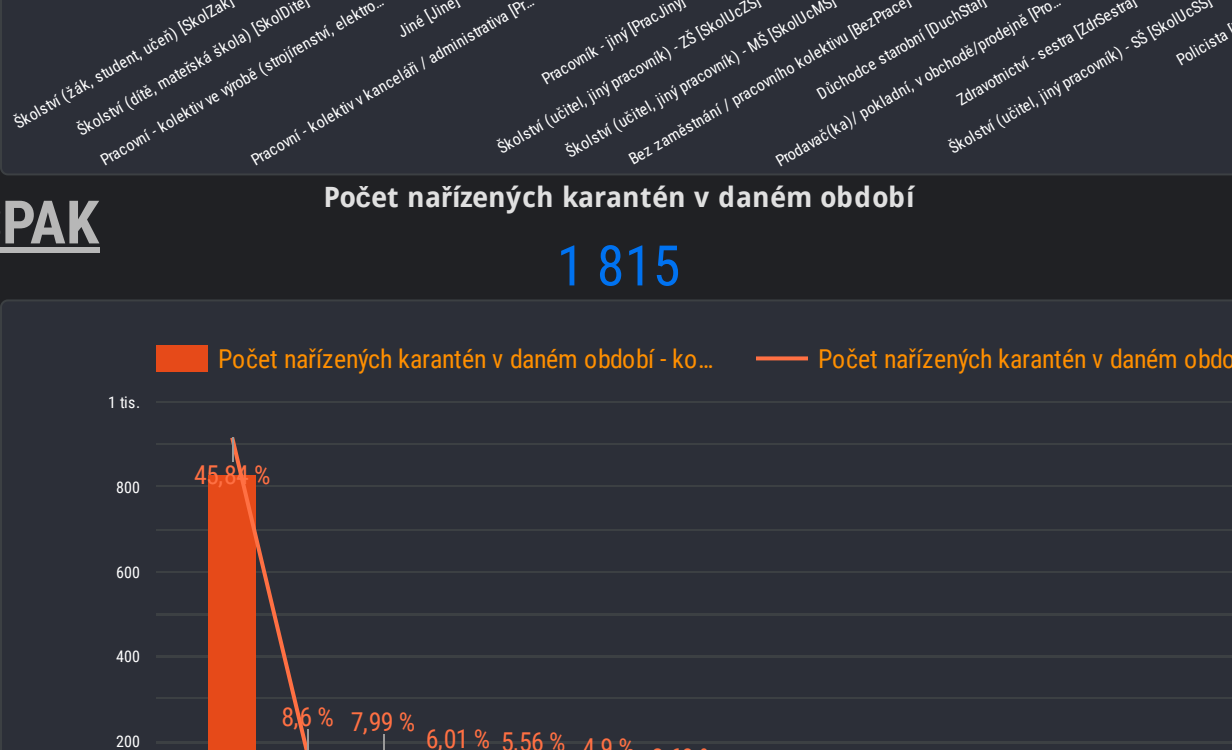 Školství (žák, student, učeň) [SkolZak]
Školství (dítě, mateřská škola) [SkolDite]
Pracovní - kolektiv ve výrobě (strojírenství, elektro...
Jiné [Jine]
Pracovní - kolektiv v kanceláři / administrativa [Pr...
Pracovník - jiný [PracJiny]
Školství (učitel, jiný pracovník) - ZŠ [SkolUcZS]
Školství (učitel, jiný pracovník) - MŠ [SkolUcMS]
Bez zaměstnání / pracovního kolektivu [BezPrace]
Důchodce starobní [DuchSta]
Prodavač(ka)/ pokladní, v obchodě/prodejně [Pro...
Zdravotnictví - sestra [ZdrSestra]
Školství (učitel, jiný pracovník) - SŠ [SkolUcSS]
Policista [
PAK
Počet nařízených karantén v daném období
1 815
Počet nařízených karantén v daném období - ko...
Počet nařízených karantén v daném obdo
1 tis.
45,84 %
800
600
400
8,6 %
7,99 %
6,01 %
5,56 %
4,9 %
200